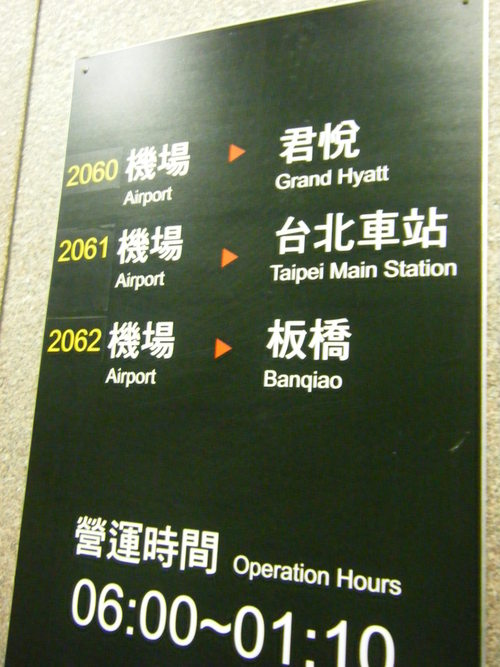 2060 機場 ▶ 君悅
Airport Grand Hyatt
2061 機場 ▶ 台北車站
Airport Taipei Main Station
2062 機場 ▶ 板橋
Airport Banqiao
營運時間 Operation Hours
06:00~01:10